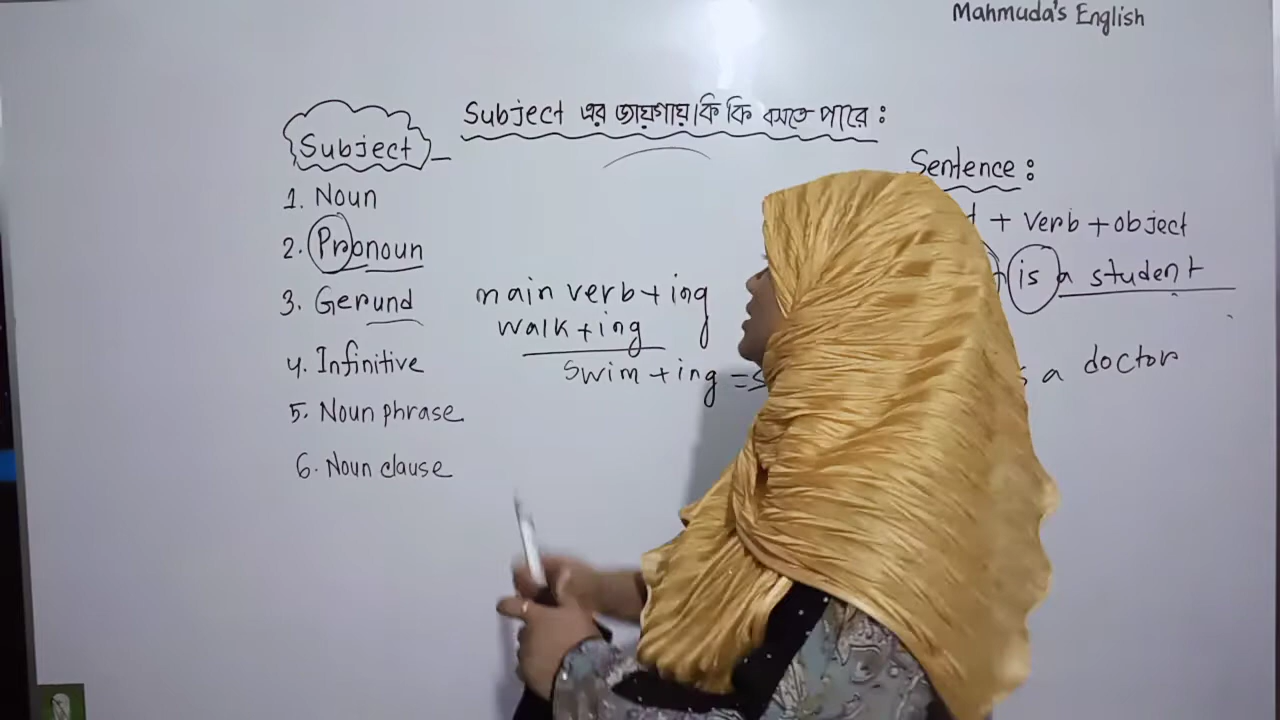 Mahmuda's English
Subject এর জায়গায় কি কি বসতে পারে :
Subject
1. Noun
2. Pronoun
3. Gerund
4. Infinitive
5. Noun phrase
6. Noun clause
main verb + ing
walk + ing
swim + ing =
Sentence :
+ verb + object
is a student
a doctor